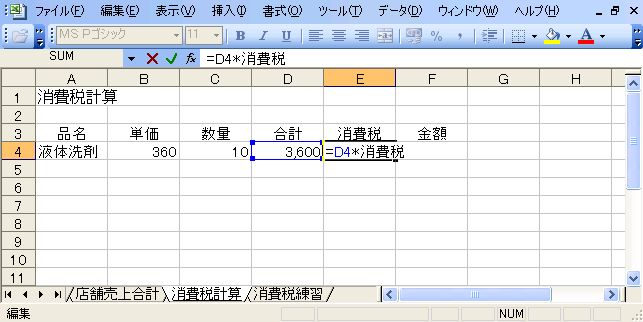 ファイル(F) 編集(E) 表示(V) 挿入(I) 書式(O) ツール(T) データ(D) ウィンドウ(W) ヘルプ(H)
MS Pゴシック 11 B I U
SUM =D4*消費税
A B C D E F G H
1 消費税計算
2
3 品名 単価 数量 合計 消費税 金額
4 液体洗剤 360 10 3,600 =D4*消費税
5
6
7
8
9
10
11
店舗売上合計 消費税計算 消費税練習
編集 NUM